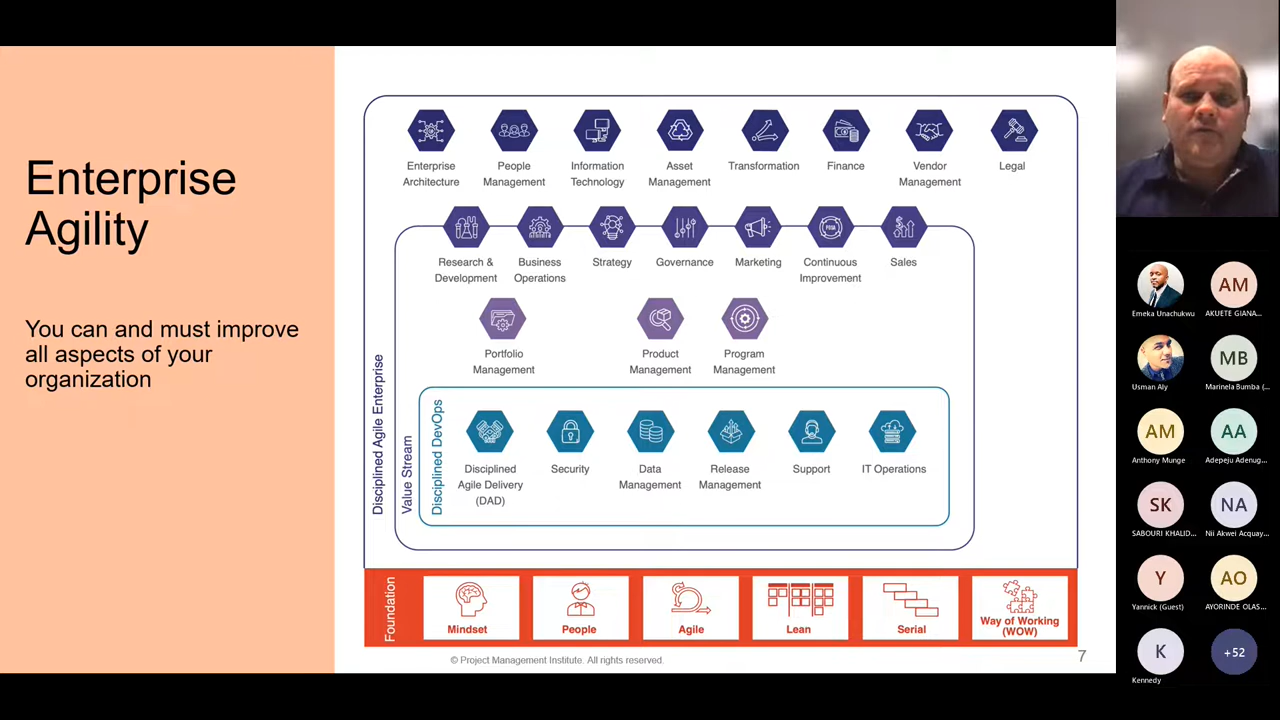 Enterprise
Agility
You can and must improve
all aspects of your
organization
Enterprise
Architecture
People
Management
Information
Technology
Asset
Management
Transformation
Finance
Vendor
Management
Legal
Research &
Development
Business
Operations
Strategy
Governance
Marketing
Continuous
Improvement
Sales
Portfolio
Management
Product
Management
Program
Management
Disciplined Agile Enterprise
Value Stream
Disciplined DevOps
Disciplined
Agile Delivery
(DAD)
Security
Data
Management
Release
Management
Support
IT Operations
Foundation
Mindset
People
Agile
Lean
Serial
Way of Working
(WOW)
© Project Management Institute. All rights reserved.
7
Emeka Unachukwu
AM
AKUETE GIANA...
Usman Aly
MB
Marinela Bumba (...
AM
Anthony Munge
AA
Adepeju Adenug...
SK
SABOURI KHALID...
NA
Nii Akwei Acquay...
Y
Yannick (Guest)
AO
AYORINDE OLAS...
K
Kennedy
+52